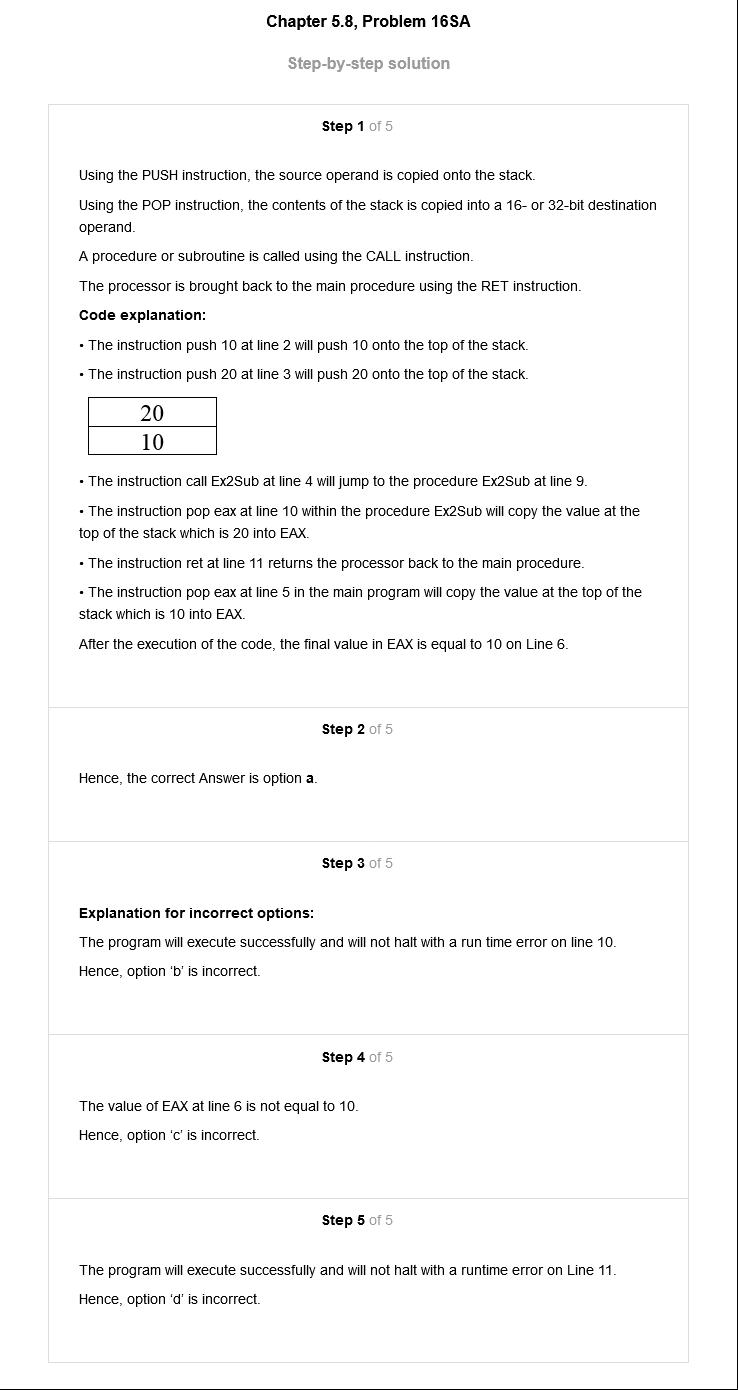 Chapter 5.8, Problem 16SA
Step-by-step solution
Step 1 of 5
Using the PUSH instruction, the source operand is copied onto the stack.
Using the POP instruction, the contents of the stack is copied into a 16- or 32-bit destination
operand.
A procedure or subroutine is called using the CALL instruction.
The processor is brought back to the main procedure using the RET instruction.
Code explanation:
• The instruction push 10 at line 2 will push 10 onto the top of the stack.
• The instruction push 20 at line 3 will push 20 onto the top of the stack.
20
10
• The instruction call Ex2Sub at line 4 will jump to the procedure Ex2Sub at line 9.
• The instruction pop eax at line 10 within the procedure Ex2Sub will copy the value at the
top of the stack which is 20 into EAX.
• The instruction ret at line 11 returns the processor back to the main procedure.
• The instruction pop eax at line 5 in the main program will copy the value at the top of the
stack which is 10 into EAX.
After the execution of the code, the final value in EAX is equal to 10 on Line 6.
Step 2 of 5
Hence, the correct Answer is option a.
Step 3 of 5
Explanation for incorrect options:
The program will execute successfully and will not halt with a run time error on line 10.
Hence, option ‘b’ is incorrect.
Step 4 of 5
The value of EAX at line 6 is not equal to 10.
Hence, option ‘c’ is incorrect.
Step 5 of 5
The program will execute successfully and will not halt with a runtime error on Line 11.
Hence, option ‘d’ is incorrect.